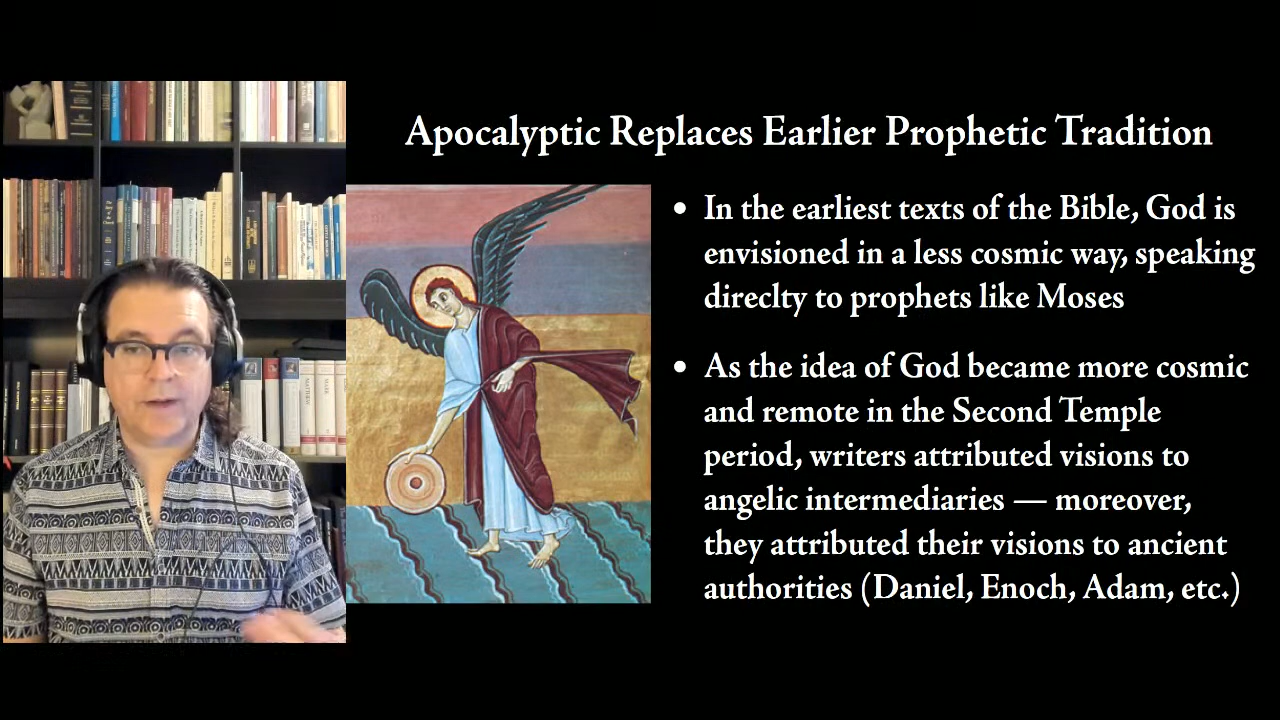 Apocalyptic Replaces Earlier Prophetic Tradition
• In the earliest texts of the Bible, God is
envisioned in a less cosmic way, speaking
direclty to prophets like Moses
• As the idea of God became more cosmic
and remote in the Second Temple
period, writers attributed visions to
angelic intermediaries — moreover,
they attributed their visions to ancient
authorities (Daniel, Enoch, Adam, etc.)